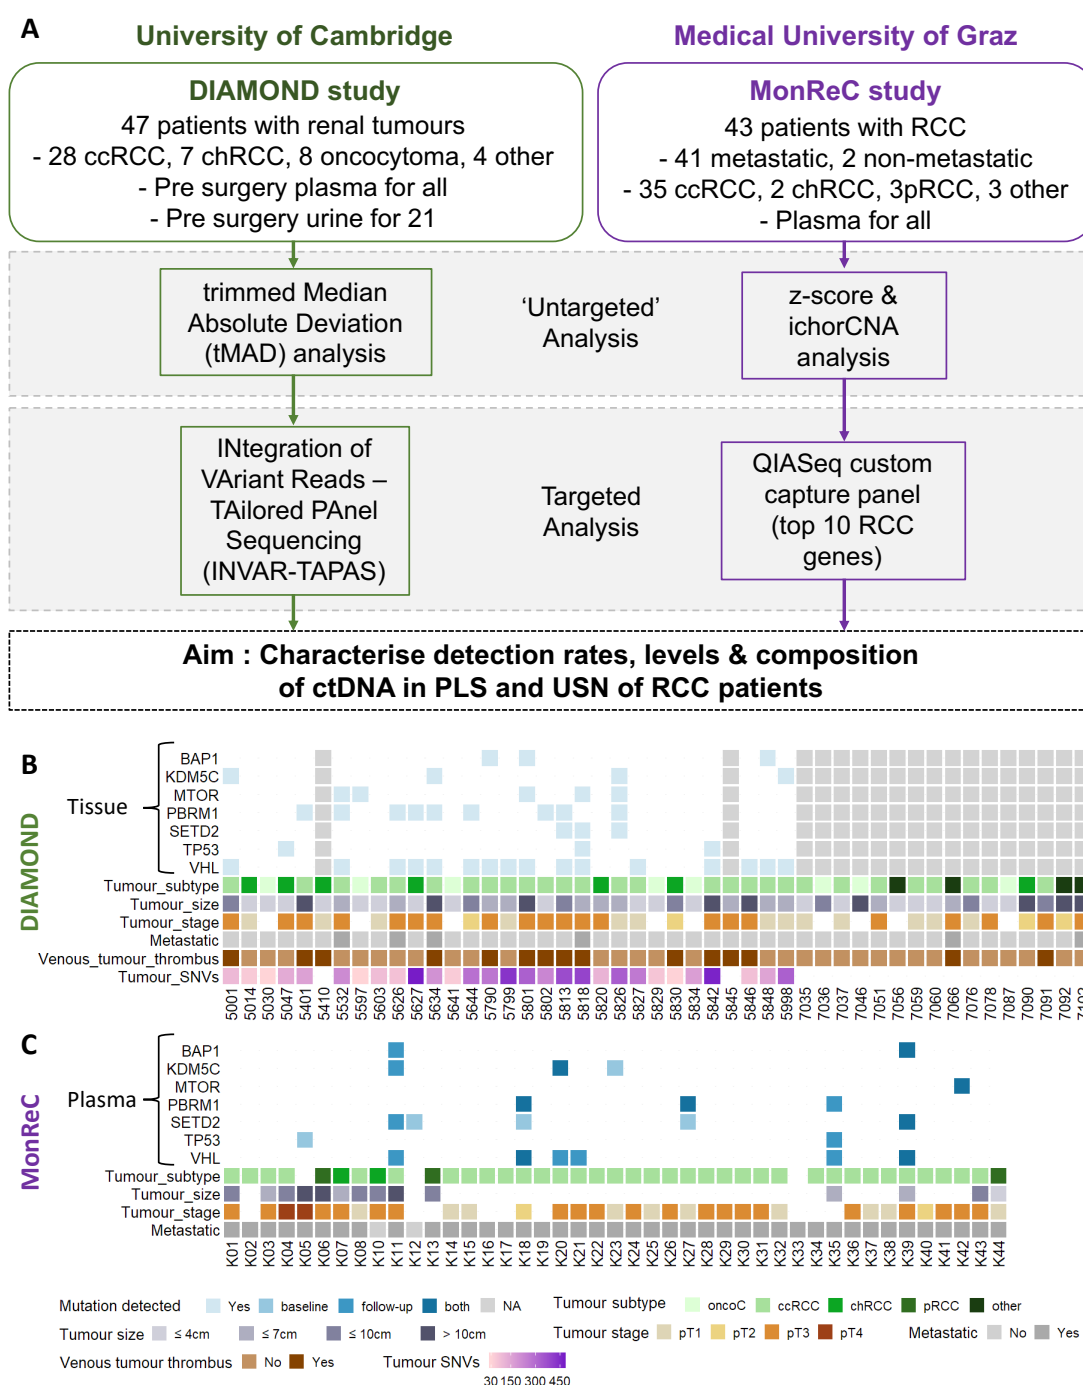 A
University of Cambridge
Medical University of Graz
DIAMOND study
47 patients with renal tumours
- 28 ccRCC, 7 chRCC, 8 oncocytoma, 4 other
- Pre surgery plasma for all
- Pre surgery urine for 21
MonReC study
43 patients with RCC
- 41 metastatic, 2 non-metastatic
- 35 ccRCC, 2 chRCC, 3pRCC, 3 other
- Plasma for all
trimmed Median
Absolute Deviation
(tMAD) analysis
‘Untargeted’
Analysis
z-score &
ichorCNA
analysis
INtegration of
VAriant Reads –
TAilored PAnel
Sequencing
(INVAR-TAPAS)
Targeted
Analysis
QIASeq custom
capture panel
(top 10 RCC
genes)
Aim : Characterise detection rates, levels & composition
of ctDNA in PLS and USN of RCC patients
B
DIAMOND
Tissue
BAP1
KDM5C
MTOR
PBRM1
SETD2
TP53
VHL
Tumour_subtype
Tumour_size
Tumour_stage
Metastatic
Venous_tumour_thrombus
Tumour_SNVs
5001 5014 5030 5047 5401 5410 5532 5597 5603 5626 5627 5634 5641 5644 5790 5799 5801 5802 5813 5818 5820 5826 5827 5829 5830 5834 5842 5845 5846 5848 5998 7035 7036 7037 7046 7051 7056 7059 7060 7066 7076 7078 7087 7090 7091 7092
C
MonReC
Plasma
BAP1
KDM5C
MTOR
PBRM1
SETD2
TP53
VHL
Tumour_subtype
Tumour_size
Tumour_stage
Metastatic
K01 K02 K03 K04 K05 K06 K07 K08 K10 K11 K12 K13 K14 K15 K16 K17 K18 K19 K20 K21 K22 K23 K24 K25 K26 K27 K28 K29 K30 K31 K32 K33 K34 K35 K36 K37 K38 K39 K40 K41 K42 K43 K44
Mutation detected Yes baseline follow-up both NA
Tumour subtype oncoC ccRCC chRCC pRCC other
Tumour size ≤ 4cm ≤ 7cm ≤ 10cm > 10cm
Tumour stage pT1 pT2 pT3 pT4
Metastatic No Yes
Venous tumour thrombus No Yes
Tumour SNVs
30 150 300 450